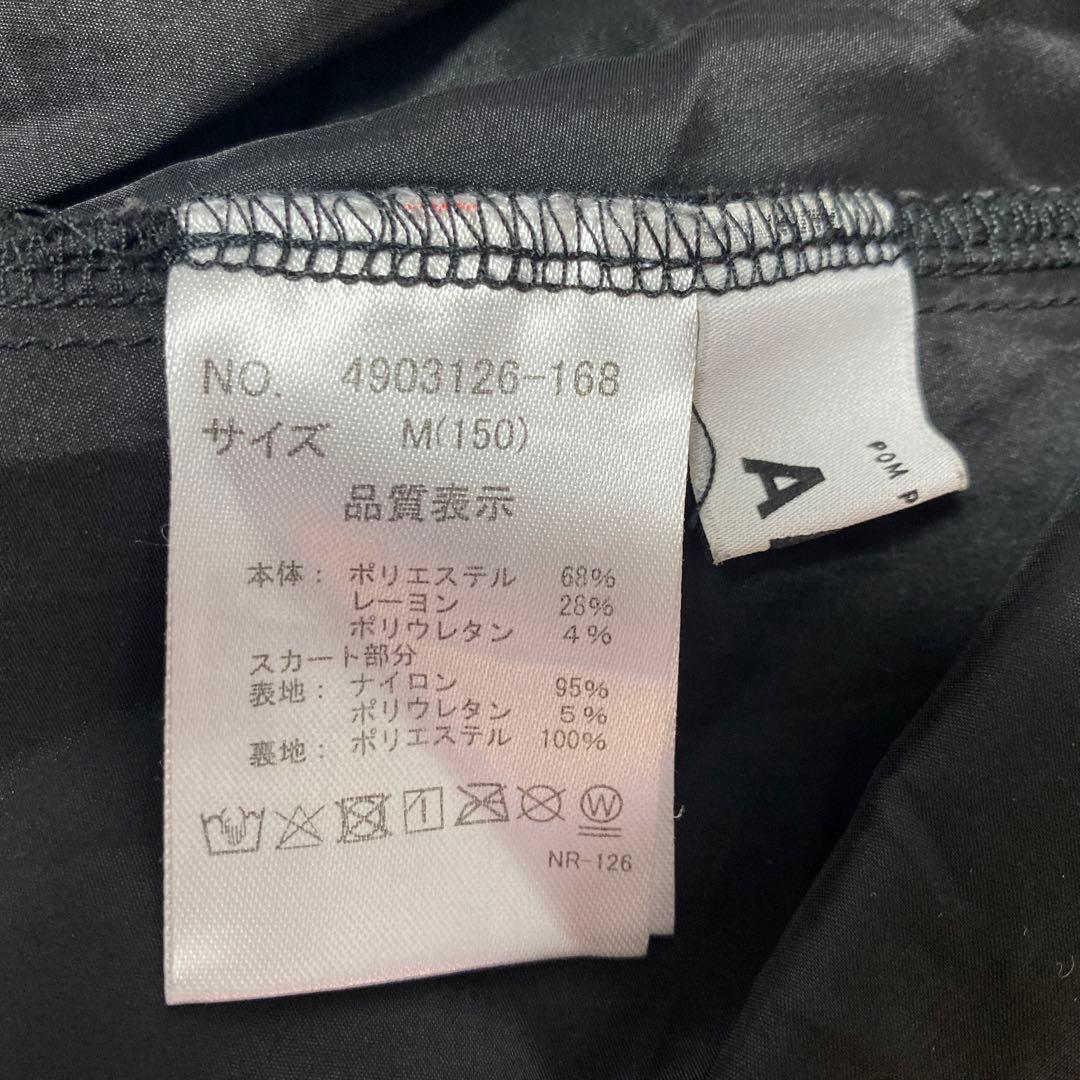 NO. 4903126-168
サイズ M(150)
品質表示
本体: ポリエステル 68%
レーヨン 28%
ポリウレタン 4%
スカート部分
表地: ナイロン 95%
ポリウレタン 5%
裏地: ポリエステル 100%
W
NR-126
POM P
A